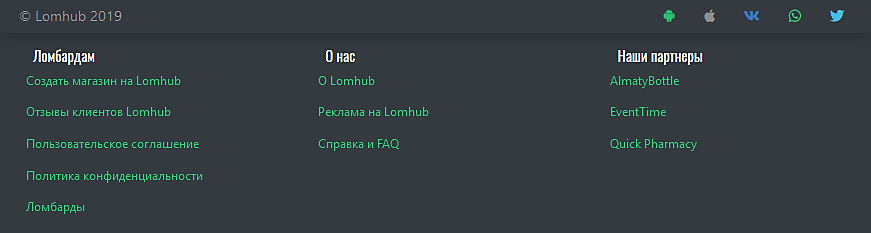 © Lomhub 2019
Ломбардам
Создать магазин на Lomhub
Отзывы клиентов Lomhub
Пользовательское соглашение
Политика конфиденциальности
Ломбарды
О нас
О Lomhub
Реклама на Lomhub
Справка и FAQ
Наши партнеры
AlmatyBottle
EventTime
Quick Pharmacy